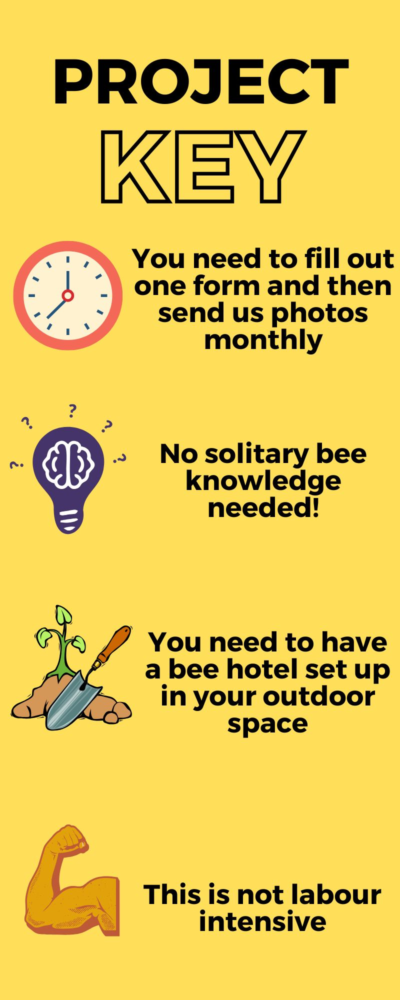 PROJECT
KEY
You need to fill out
one form and then
send us photos
monthly
? ? ? ? ?
No solitary bee
knowledge
needed!
You need to have
a bee hotel set up
in your outdoor
space
This is not labour
intensive